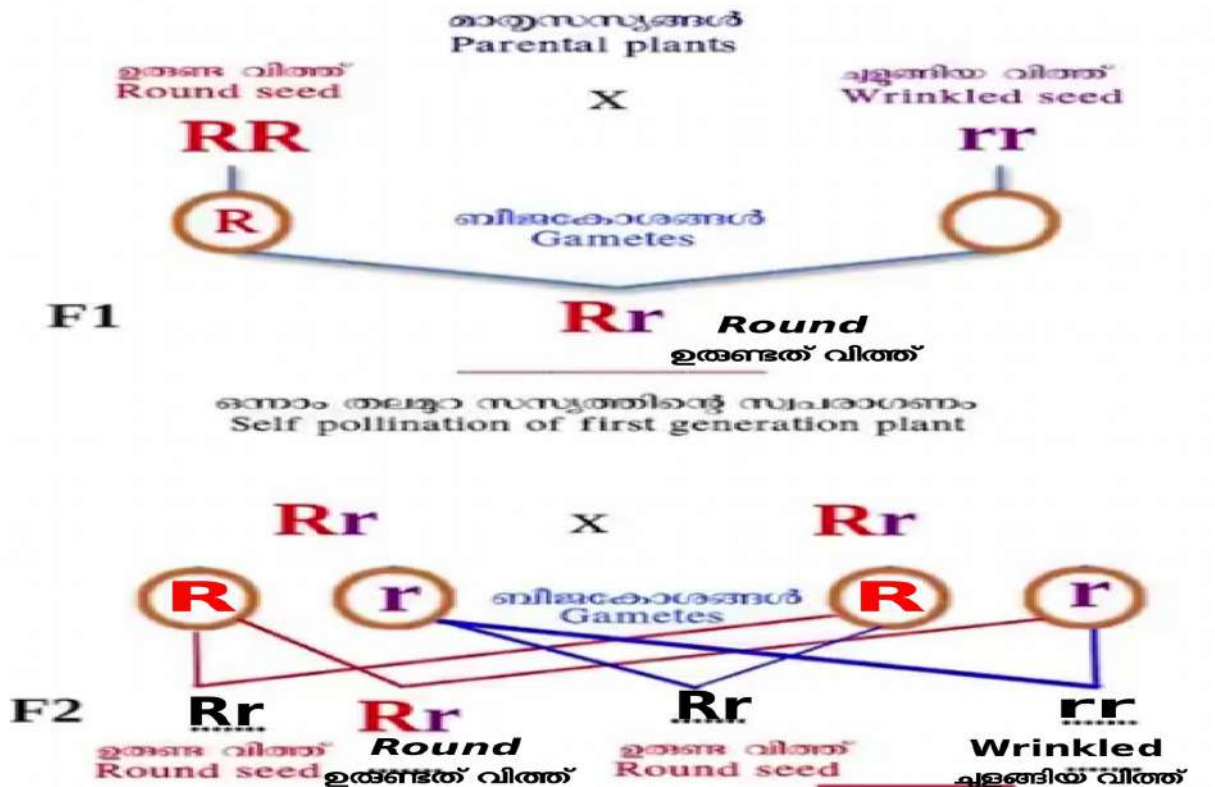 മാതൃസസ്യങ്ങൾ
Parental plants
ഉരുണ്ട വിത്ത്
Round seed
X
ചുളുങ്ങിയ വിത്ത്
Wrinkled seed
RR
rr
R
ബീജകോശങ്ങൾ
Gametes
F1
Rr
Round
ഉരുണ്ടത് വിത്ത്
ഒന്നാം തലമുറ സസ്യത്തിന്റെ സ്വപരാഗണം
Self pollination of first generation plant
Rr
X
Rr
R
r
ബീജകോശങ്ങൾ
Gametes
R
r
F2
Rr
Rr
Rr
rr
ഉരുണ്ട വിത്ത്
Round seed
Round
ഉരുണ്ടത് വിത്ത്
ഉരുണ്ട വിത്ത്
Round seed
Wrinkled
ചുളങ്ങിയ വിത്ത്